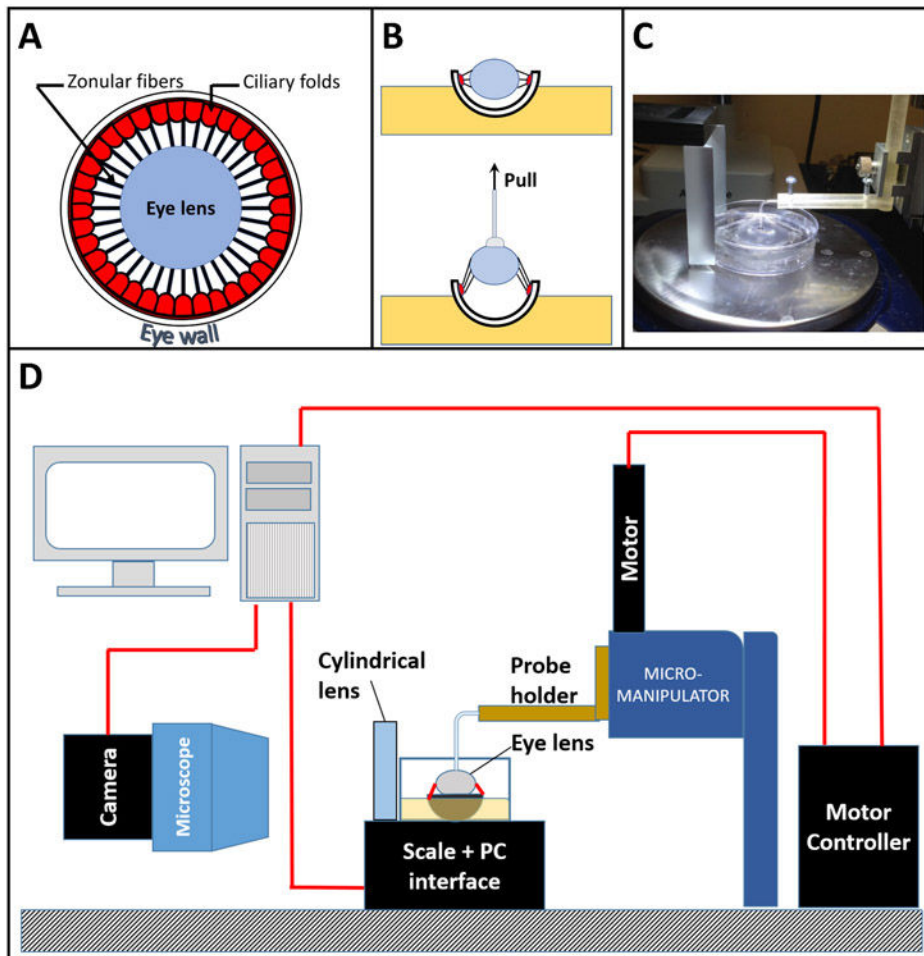 A
Zonular fibers
Ciliary folds
Eye lens
Eye wall
B
Pull
C
D
Motor
Cylindrical
lens
Probe
holder
MICRO-
MANIPULATOR
Eye lens
Camera
Microscope
Scale + PC
interface
Motor
Controller